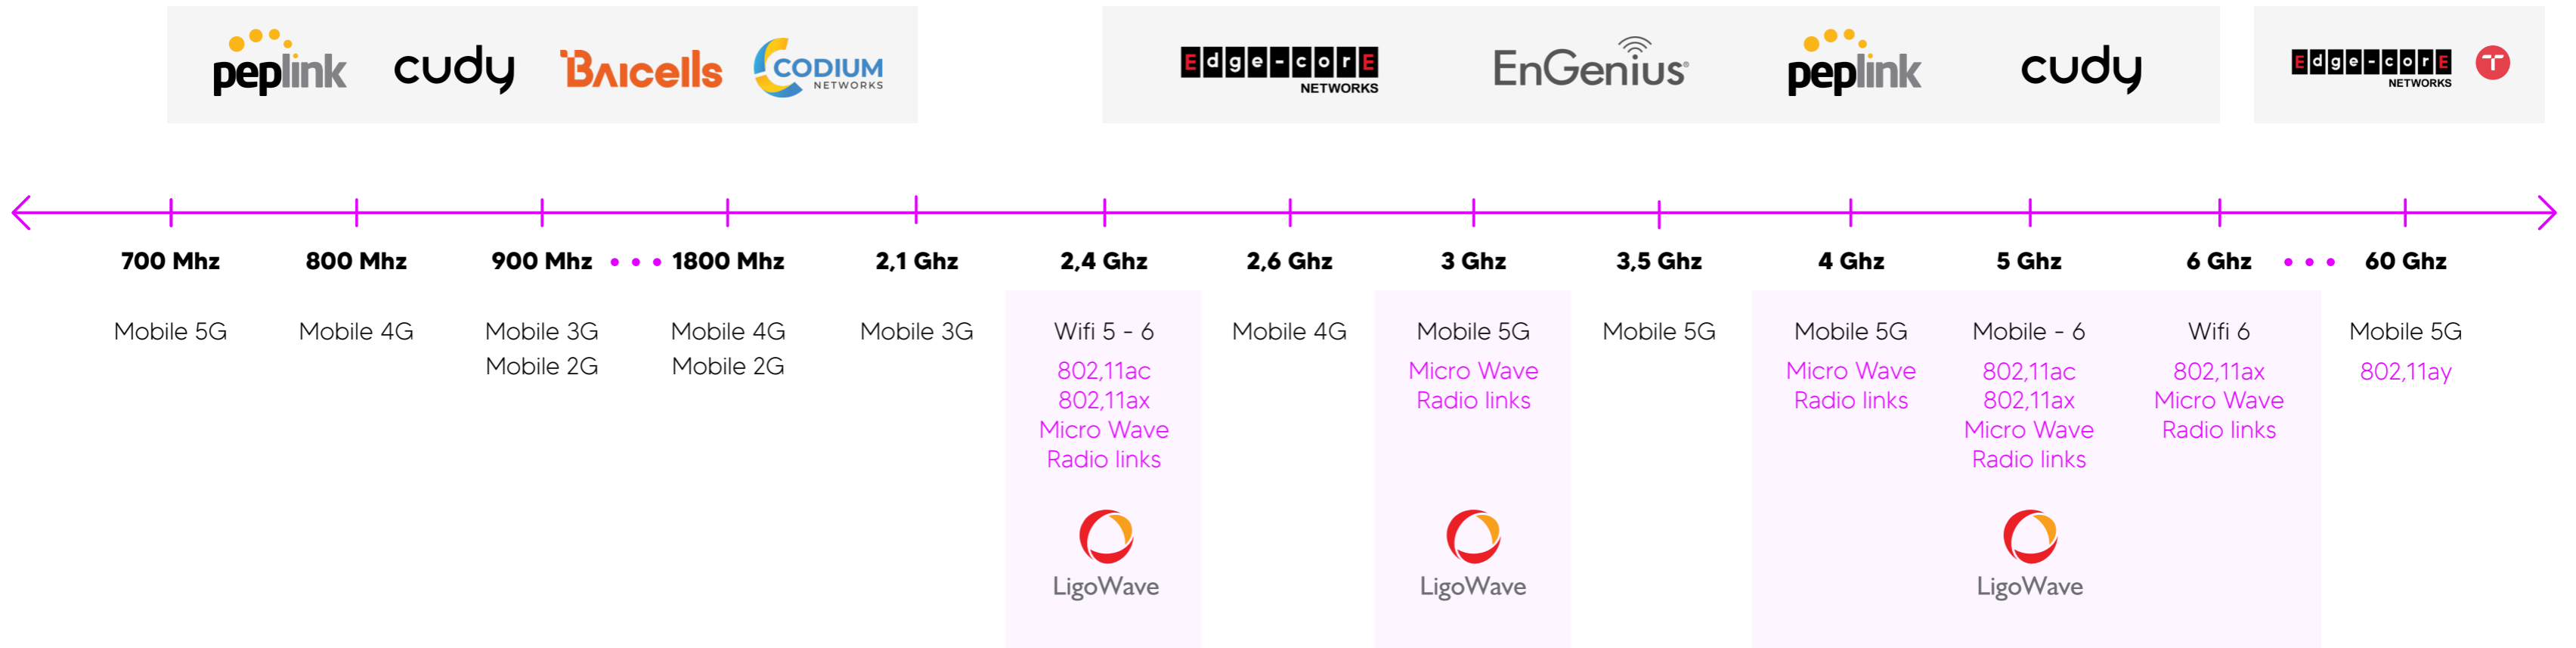 peplink
cudy
Baicells
CODIUM
NETWORKS
Edge-corE
NETWORKS
EnGenius
peplink
cudy
Edge-corE
NETWORKS
700 Mhz
800 Mhz
900 Mhz
1800 Mhz
2,1 Ghz
2,4 Ghz
2,6 Ghz
3 Ghz
3,5 Ghz
4 Ghz
5 Ghz
6 Ghz
60 Ghz
Mobile 5G
Mobile 4G
Mobile 3G
Mobile 2G
Mobile 4G
Mobile 2G
Mobile 3G
Wifi 5 - 6
802,11ac
802,11ax
Micro Wave
Radio links
LigoWave
Mobile 4G
Mobile 5G
Micro Wave
Radio links
LigoWave
Mobile 5G
Mobile 5G
Micro Wave
Radio links
Mobile - 6
802,11ac
802,11ax
Micro Wave
Radio links
LigoWave
Wifi 6
802,11ax
Micro Wave
Radio links
Mobile 5G
802,11ay